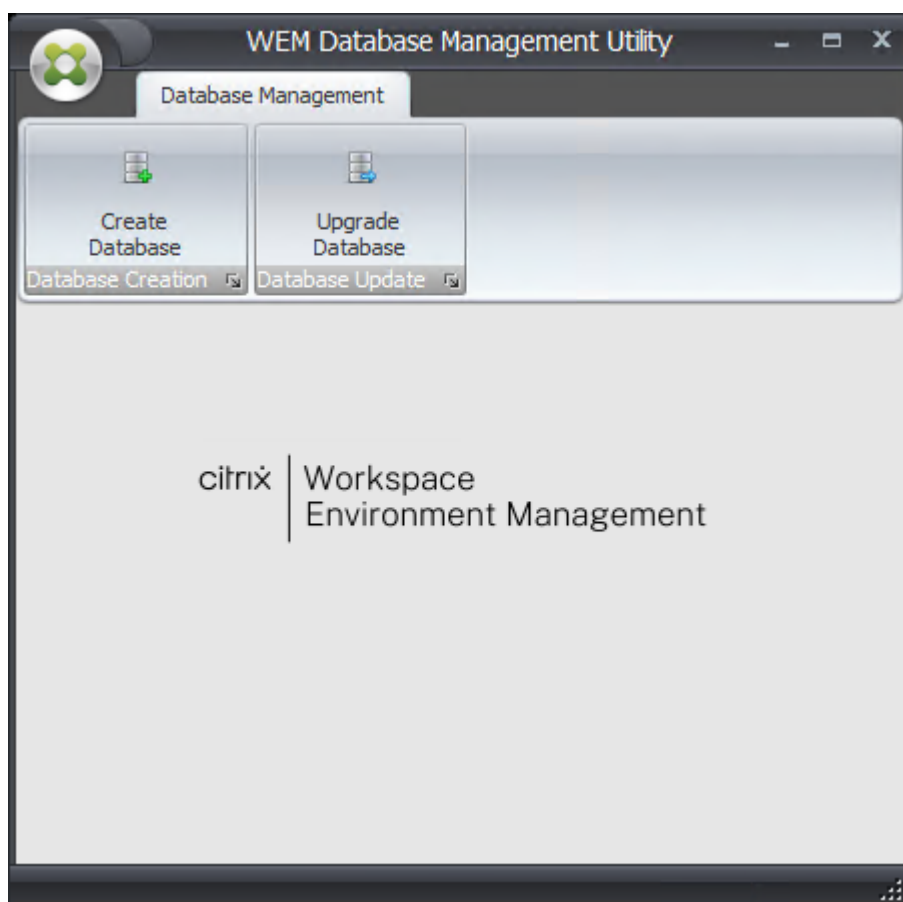 WEM Database Management Utility
Database Management
Create
Database
Upgrade
Database
Database Creation
Database Update
citrix
Workspace
Environment Management